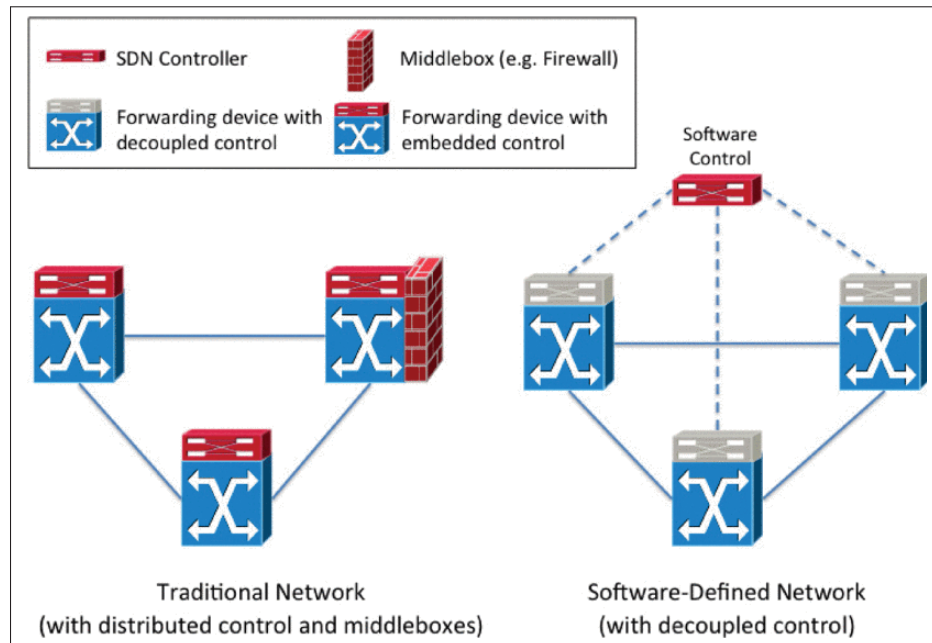 SDN Controller
Middlebox (e.g. Firewall)
Forwarding device with
decoupled control
Forwarding device with
embedded control
Software
Control
Traditional Network
(with distributed control and middleboxes)
Software-Defined Network
(with decoupled control)